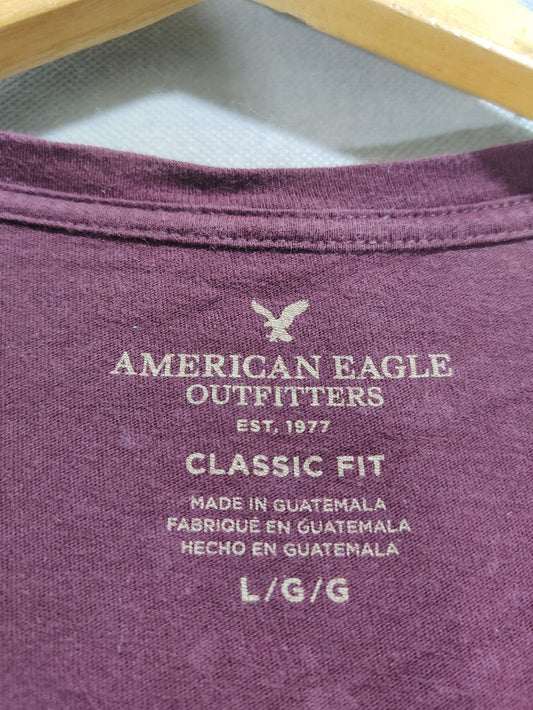 AMERICAN EAGLE
OUTFITTERS
EST. 1977
CLASSIC FIT
MADE IN GUATEMALA
FABRIQUÉ EN GUATEMALA
HECHO EN GUATEMALA
L/G/G